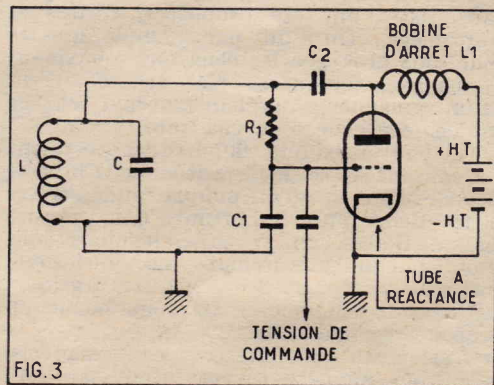 BOBINE
D'ARRET L1
C2
R1
+HT
L
C
C1
-HT
TUBE A
REACTANCE
TENSION DE
COMMANDE
FIG.3